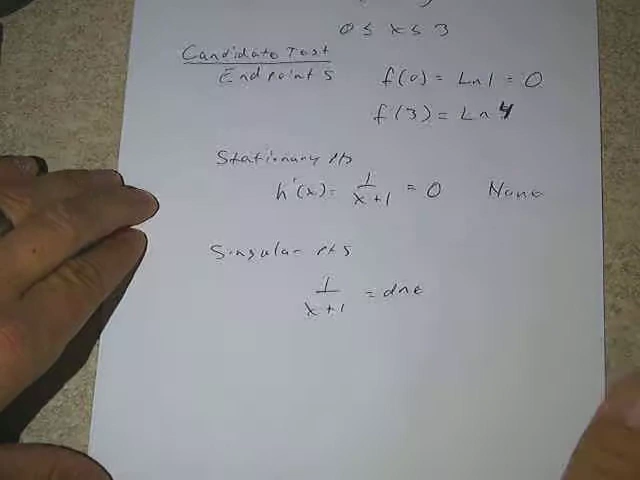 0 ≤ x ≤ 3
Candidate Test
Endpoints f(0) = Ln 1 = 0
f(3) = Ln 4
Stationary Pts
h'(x) = 1/(x+1) = 0 None
Singular Pts
1/(x+1) = dne